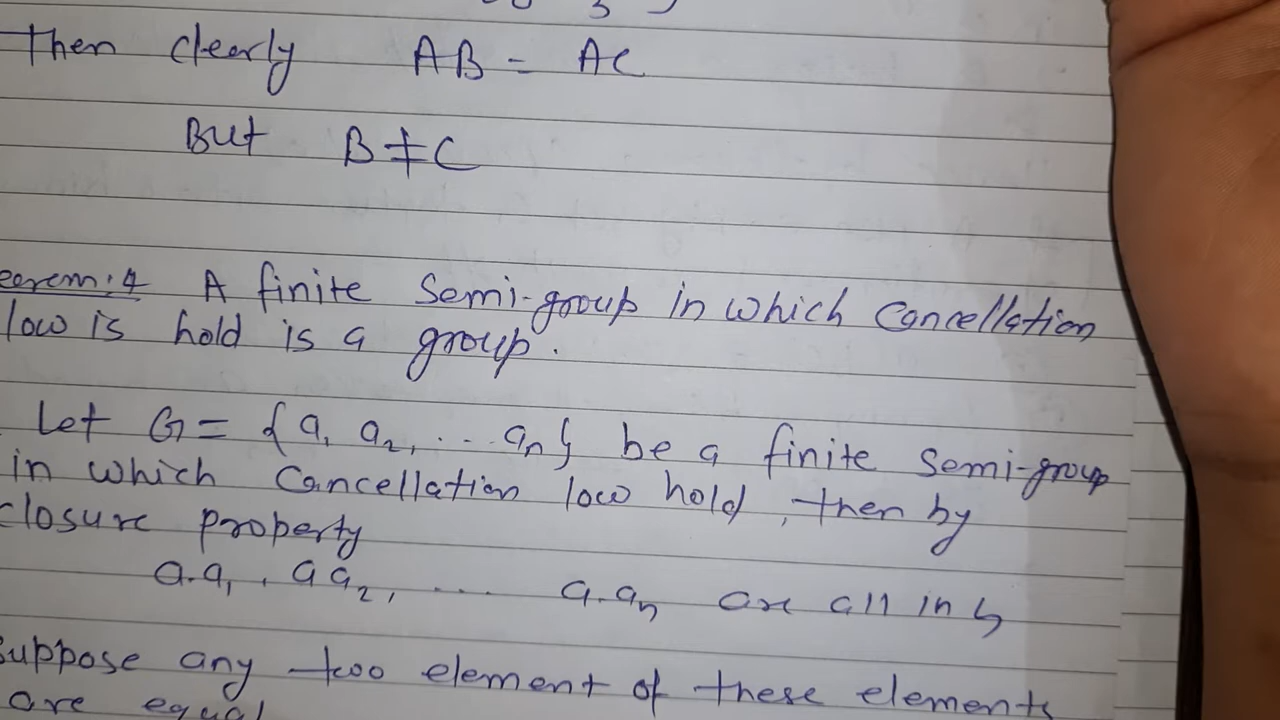 Then clearly AB = AC
But B ≠ C
eorem:4 A finite Semi-group in which Cancellation
low is hold is a group.
Let G = {a₁ a₂, ... aₙ} be a finite semi-group
in which Cancellation low hold, then by
closure property
a.a₁, aa₂, .... a.aₙ are all in G
Suppose any two element of these elements
are equal